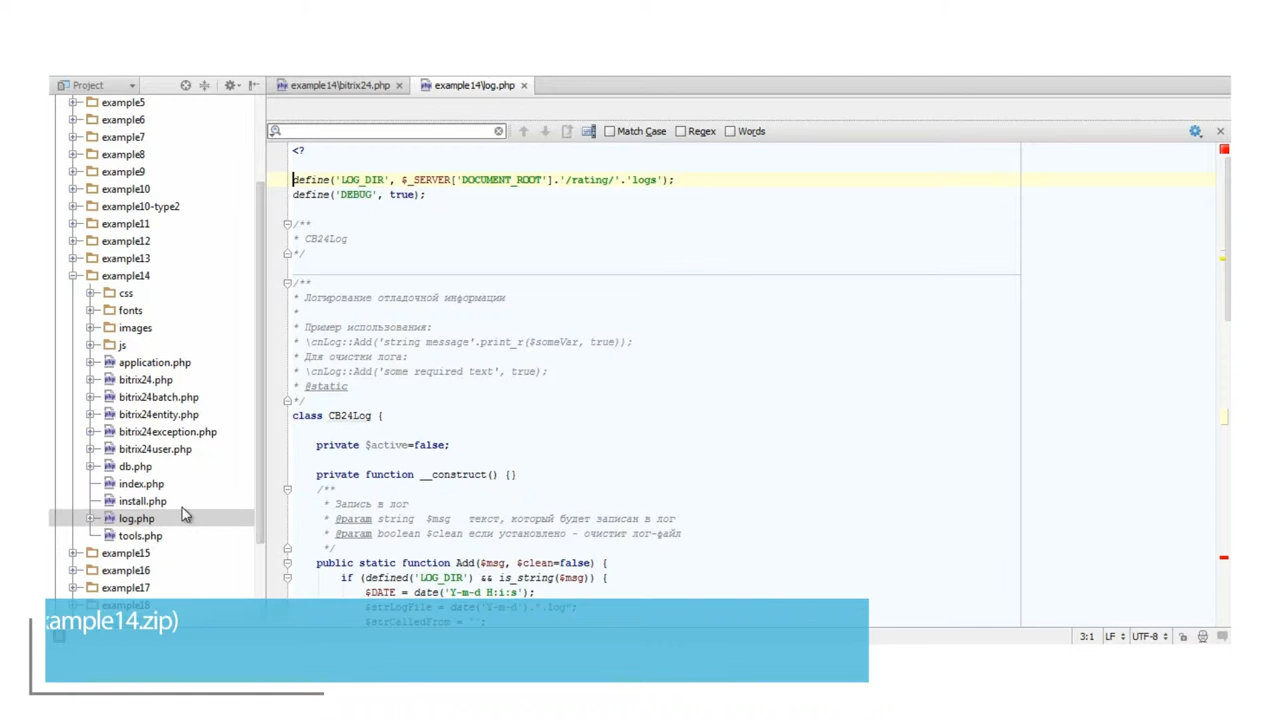 Project
example14\bitrix24.php
example14\log.php
example5
example6
example7
example8
example9
example10
example10-type2
example11
example12
example13
example14
css
fonts
images
js
application.php
bitrix24.php
bitrix24batch.php
bitrix24entity.php
bitrix24exception.php
bitrix24user.php
db.php
index.php
install.php
log.php
tools.php
example15
example16
example17
example18
Match Case
Regex
Words
<?
define('LOG_DIR', $_SERVER['DOCUMENT_ROOT'].'/rating/'.'logs');
define('DEBUG', true);
/**
* CB24Log
*/
/**
* Логирование отладочной информации
*
* Пример использования:
* \cnLog::Add('string message'.print_r($someVar, true));
* Для очистки лога:
* \cnLog::Add('some required text', true);
* @static
*/
class CB24Log {
private $active=false;
private function __construct() {}
/**
* Запись в лог
* @param string $msg текст, который будет записан в лог
* @param boolean $clean если установлено - очистит лог-файл
*/
public static function Add($msg, $clean=false) {
if (defined('LOG_DIR') && is_string($msg)) {
$DATE = date('Y-m-d H:i:s');
$strLogFile = date('Y-m-d').".log";
$strCalledFrom = '';
xample14.zip)
3:1
LF
UTF-8